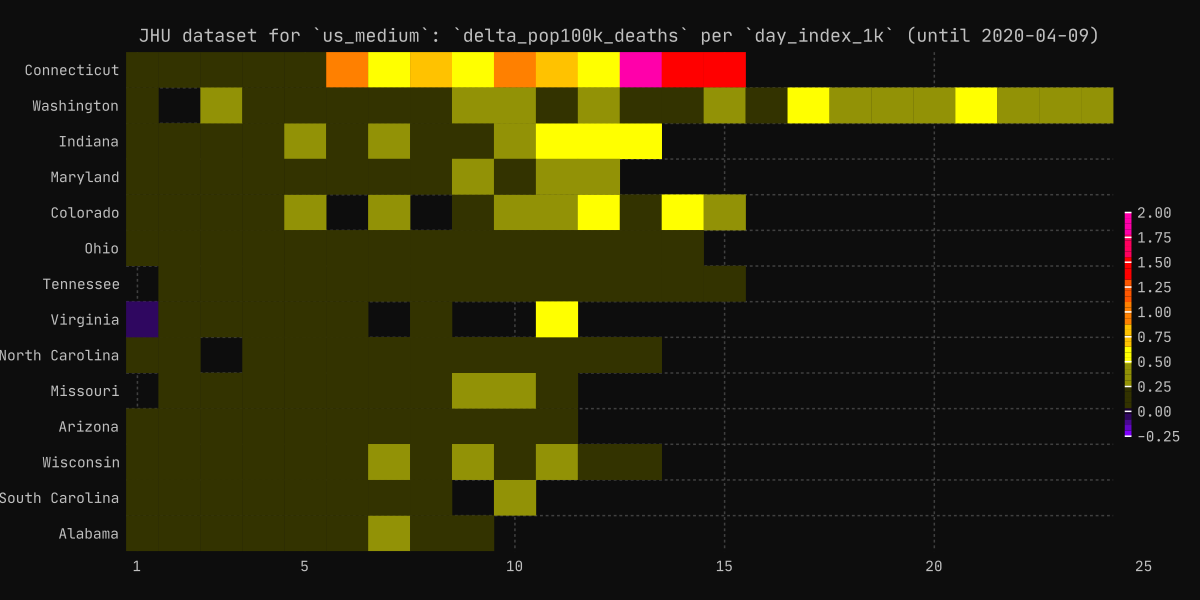 JHU dataset for `us_medium`: `delta_pop100k_deaths` per `day_index_1k` (until 2020-04-09)
Connecticut
Washington
Indiana
Maryland
Colorado
Ohio
Tennessee
Virginia
North Carolina
Missouri
Arizona
Wisconsin
South Carolina
Alabama
1 5 10 15 20 25
2.00
1.75
1.50
1.25
1.00
0.75
0.50
0.25
0.00
-0.25